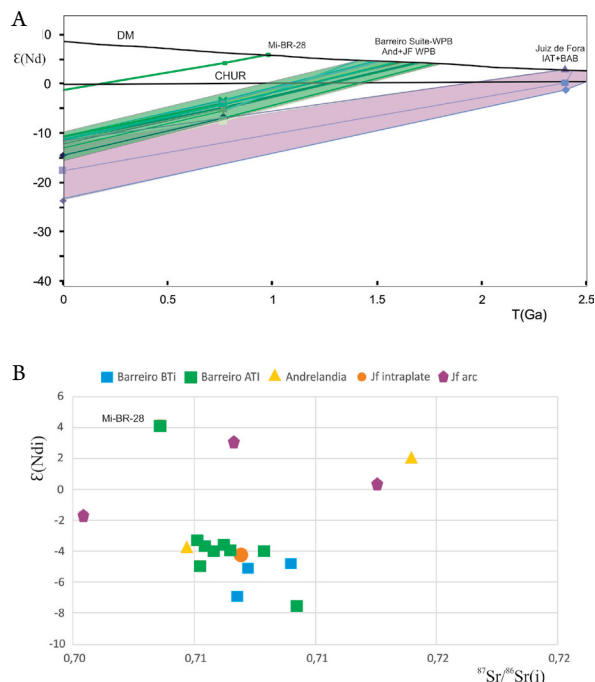 A
ε(Nd)
DM
CHUR
Mi-BR-28
Barreiro Suite-WPB
And+JF WPB
Juiz de Fora
IAT+BAB
0
0
-10
-20
-30
-40
0 0.5 1 1.5 2 2.5
T(Ga)
B
Barreiro BTi Barreiro ATI Andrelandia Jf intraplate Jf arc
ε(Ndi)
Mi-BR-28
6
4
2
0
-2
-4
-6
-8
-10
0,70 0,71 0,71 0,72 0,72
87Sr/86Sr(i)